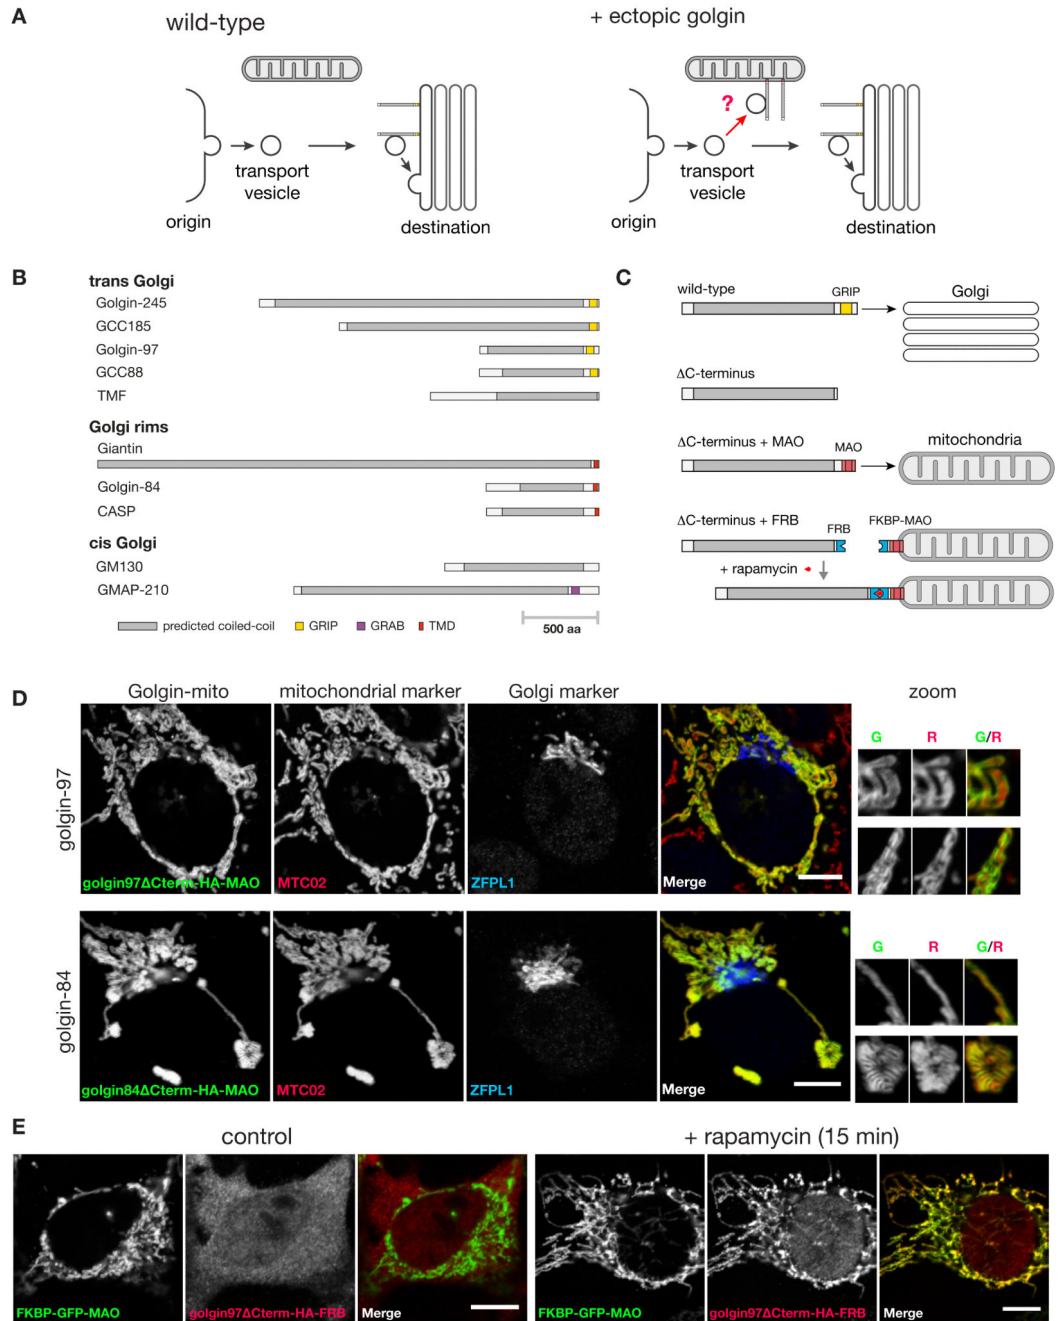 A
wild-type
+ ectopic golgin
?
transport
vesicle
origin
destination
transport
vesicle
origin
destination
B
trans Golgi
Golgin-245
GCC185
Golgin-97
GCC88
TMF
Golgi rims
Giantin
Golgin-84
CASP
cis Golgi
GM130
GMAP-210
predicted coiled-coil
GRIP
GRAB
TMD
500 aa
C
wild-type
GRIP
Golgi
ΔC-terminus
ΔC-terminus + MAO
MAO
mitochondria
ΔC-terminus + FRB
FRB
FKBP-MAO
+ rapamycin
D
Golgin-mito
mitochondrial marker
Golgi marker
zoom
golgin-97
golgin97ΔCterm-HA-MAO
MTC02
ZFPL1
Merge
G
R
G/R
golgin-84
golgin84ΔCterm-HA-MAO
MTC02
ZFPL1
Merge
G
R
G/R
E
control
+ rapamycin (15 min)
FKBP-GFP-MAO
golgin97ΔCterm-HA-FRB
Merge
FKBP-GFP-MAO
golgin97ΔCterm-HA-FRB
Merge